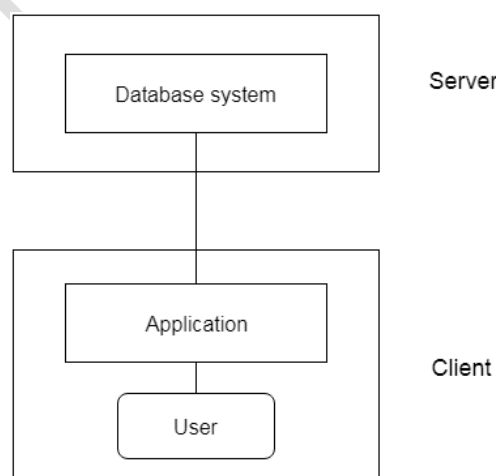 Database system
Server
Application
Client
User